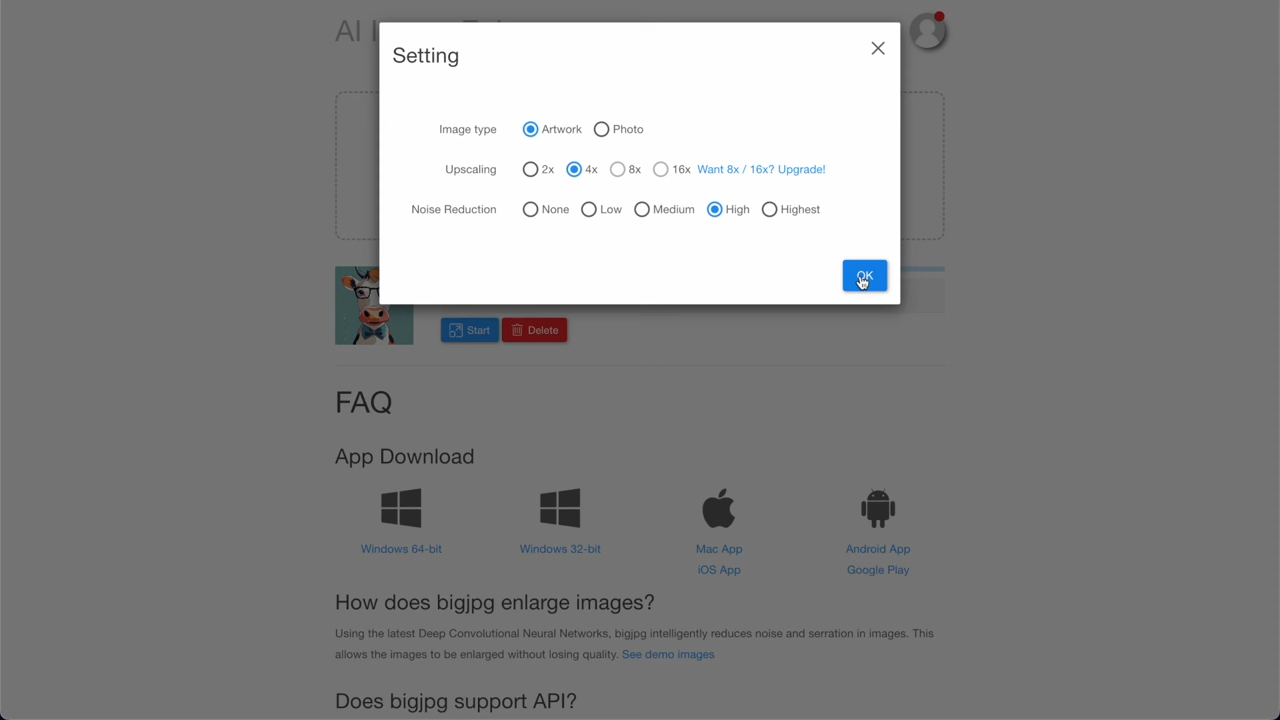 AI I
Setting
Image type Artwork Photo
Upscaling 2x 4x 8x 16x Want 8x / 16x? Upgrade!
Noise Reduction None Low Medium High Highest
OK
Start Delete
FAQ
App Download
Windows 64-bit Windows 32-bit Mac App Android App
iOS App Google Play
How does bigjpg enlarge images?
Using the latest Deep Convolutional Neural Networks, bigjpg intelligently reduces noise and serration in images. This
allows the images to be enlarged without losing quality. See demo images
Does bigjpg support API?